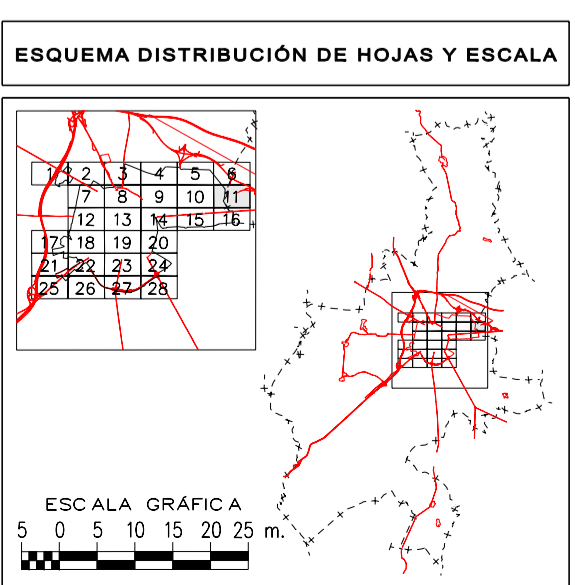 ESQUEMA DISTRIBUCIÓN DE HOJAS Y ESCALA
1 2 3 4 5 6
7 8 9 10 11
12 13 14 15 16
17 18 19 20
21 22 23 24
25 26 27 28
ESCALA GRÁFICA
5 0 5 10 15 20 25 m.